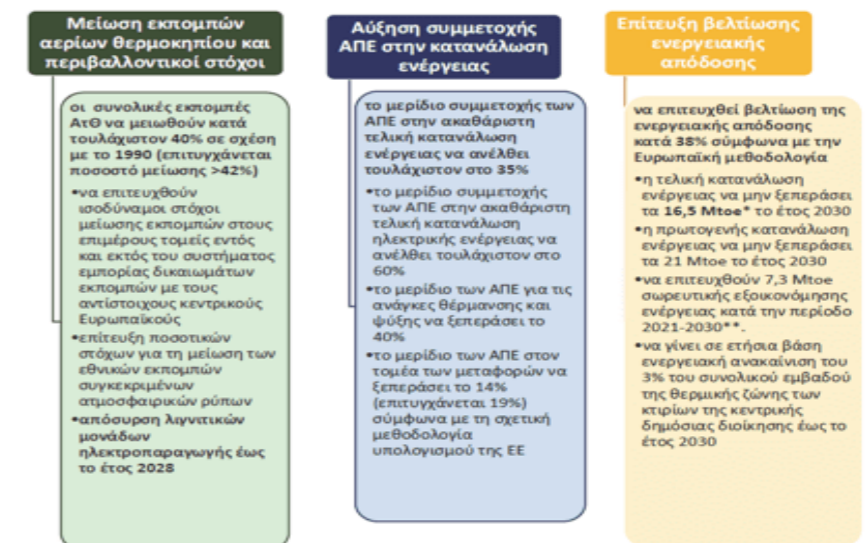 Μείωση εκπομπών
αερίων θερμοκηπίου και
περιβαλλοντικοί στόχοι
οι συνολικές εκπομπές
ΑτΘ να μειωθούν κατά
τουλάχιστον 40% σε σχέση
με το 1990 (επιτυγχάνεται
ποσοστό μείωσης >42%)
•να επιτευχθούν
ισοδύναμοι στόχοι
μείωσης εκπομπών στους
επιμέρους τομείς εντός
και εκτός του συστήματος
εμπορίας δικαιωμάτων
εκπομπών με τους
αντίστοιχους κεντρικούς
Ευρωπαϊκούς
•επίτευξη ποσοτικών
στόχων για τη μείωση των
εθνικών εκπομπών
συγκεκριμένων
ατμοσφαιρικών ρύπων
•απόσυρση λιγνιτικών
μονάδων
ηλεκτροπαραγωγής έως
το έτος 2028
Αύξηση συμμετοχής
ΑΠΕ στην κατανάλωση
ενέργειας
το μερίδιο συμμετοχής των
ΑΠΕ στην ακαθάριστη
τελική κατανάλωση
ενέργειας να ανέλθει
τουλάχιστον στο 35%
•το μερίδιο συμμετοχής
των ΑΠΕ στην ακαθάριστη
τελική κατανάλωση
ηλεκτρικής ενέργειας να
ανέλθει τουλάχιστον στο
60%
•το μερίδιο των ΑΠΕ για τις
ανάγκες θέρμανσης και
ψύξης να ξεπεράσει το
40%
•το μερίδιο των ΑΠΕ στον
τομέα των μεταφορών να
ξεπεράσει το 14%
(επιτυγχάνεται 19%)
σύμφωνα με τη σχετική
μεθοδολογία
υπολογισμού της ΕΕ
Επίτευξη βελτίωσης
ενεργειακής
απόδοσης
να επιτευχθεί βελτίωση της
ενεργειακής απόδοσης
κατά 38% σύμφωνα με την
Ευρωπαϊκή μεθοδολογία
•η τελική κατανάλωση
ενέργειας να μην ξεπεράσει
τα 16,5 Mtoe* το έτος 2030
•η πρωτογενής κατανάλωση
ενέργειας να μην ξεπεράσει
τα 21 Mtoe το έτος 2030
•να επιτευχθούν 7,3 Mtoe
σωρευτικής εξοικονόμησης
ενέργειας κατά την περίοδο
2021-2030**.
•να γίνει σε ετήσια βάση
ενεργειακή ανακαίνιση του
3% του συνολικού εμβαδού
της θερμικής ζώνης των
κτιρίων της κεντρικής
δημόσιας διοίκησης έως το
έτος 2030